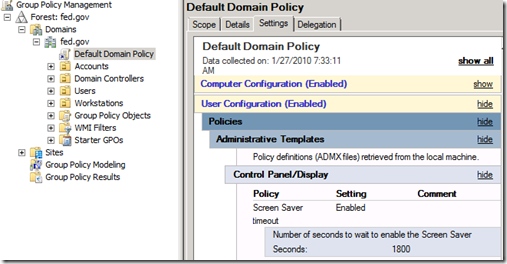 Group Policy Management
Forest: fed.gov
Domains
fed.gov
Default Domain Policy
Accounts
Domain Controllers
Users
Workstations
Group Policy Objects
WMI Filters
Starter GPOs
Sites
Group Policy Modeling
Group Policy Results
Default Domain Policy
Scope Details Settings Delegation
Default Domain Policy
Data collected on: 1/27/2010 7:33:11 AM show all
Computer Configuration (Enabled) show
User Configuration (Enabled) hide
Policies hide
Administrative Templates hide
Policy definitions (ADMX files) retrieved from the local machine.
Control Panel/Display hide
Policy Setting Comment
Screen Saver timeout Enabled
Number of seconds to wait to enable the Screen Saver
Seconds: 1800